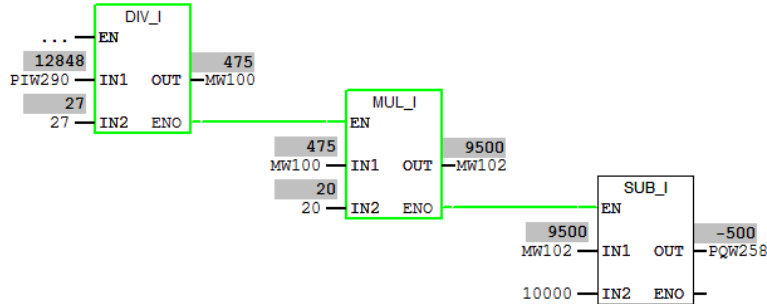 DIV_I
... EN
12848 475
PIW290 IN1 OUT MW100
27
27 IN2 ENO
MUL_I
EN
475 9500
MW100 IN1 OUT MW102
20
20 IN2 ENO
SUB_I
EN
9500 -500
MW102 IN1 OUT PQW258
10000 IN2 ENO